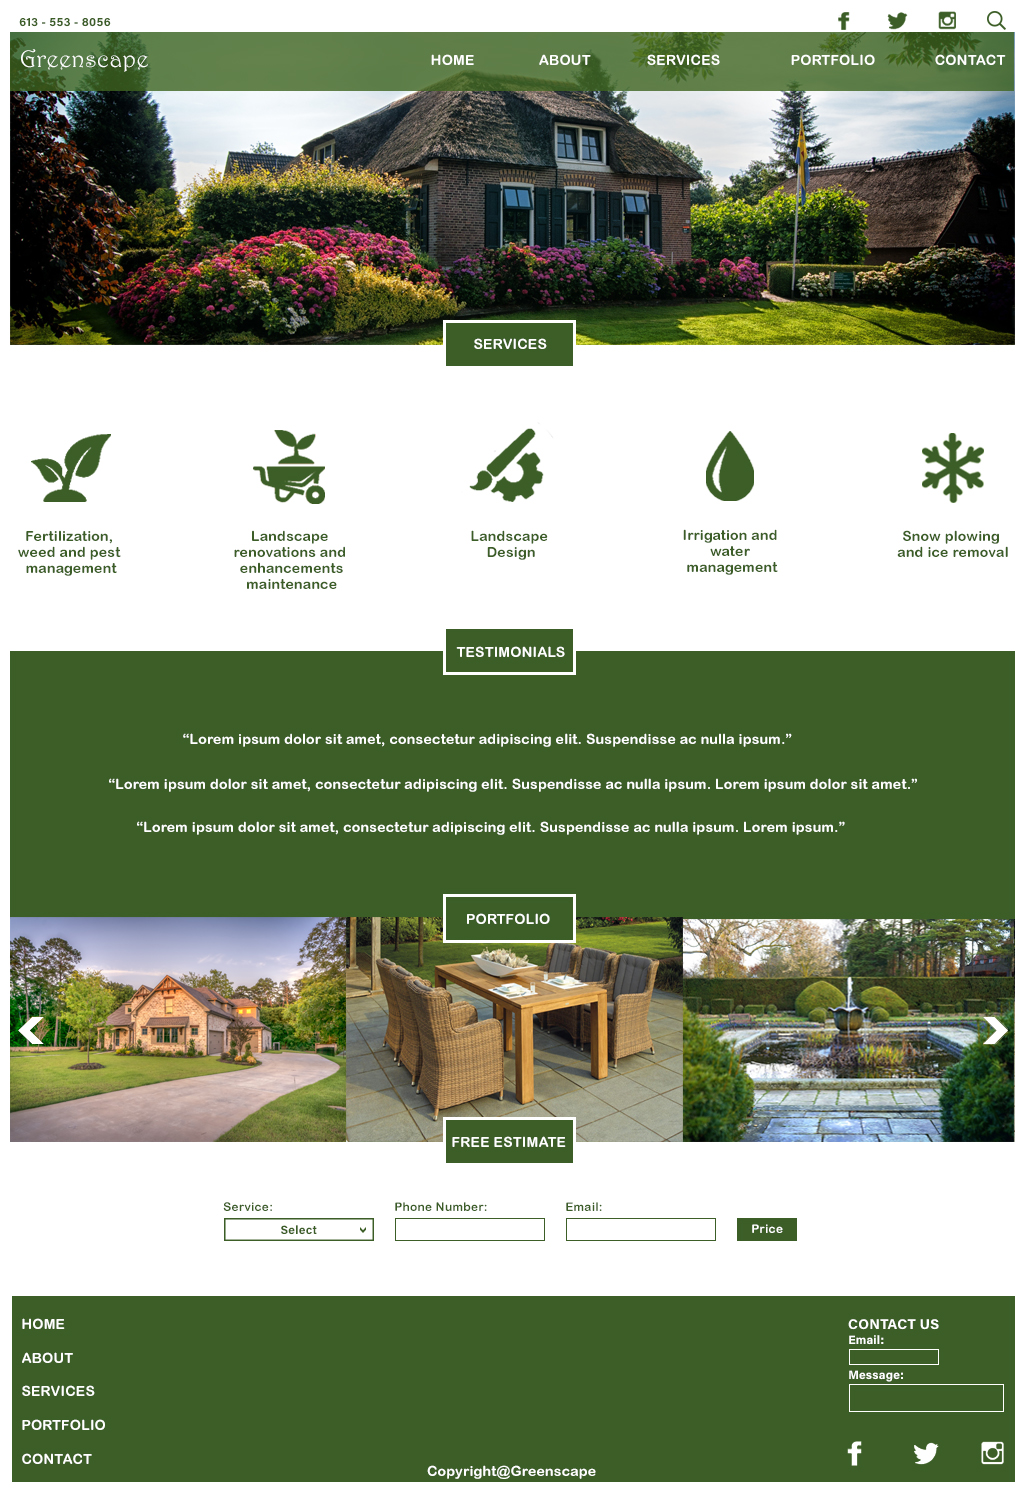 613 - 553 - 8056
Greenscape
HOME
ABOUT
SERVICES
PORTFOLIO
CONTACT
SERVICES
Fertilization,
weed and pest
management
Landscape
renovations and
enhancements
maintenance
Landscape
Design
Irrigation and
water
management
Snow plowing
and ice removal
TESTIMONIALS
“Lorem ipsum dolor sit amet, consectetur adipiscing elit. Suspendisse ac nulla ipsum.”
“Lorem ipsum dolor sit amet, consectetur adipiscing elit. Suspendisse ac nulla ipsum. Lorem ipsum dolor sit amet.”
“Lorem ipsum dolor sit amet, consectetur adipiscing elit. Suspendisse ac nulla ipsum. Lorem ipsum.”
PORTFOLIO
FREE ESTIMATE
Service:
Select
Phone Number:
Email:
Price
HOME
ABOUT
SERVICES
PORTFOLIO
CONTACT
CONTACT US
Email:
Message:
Copyright@Greenscape